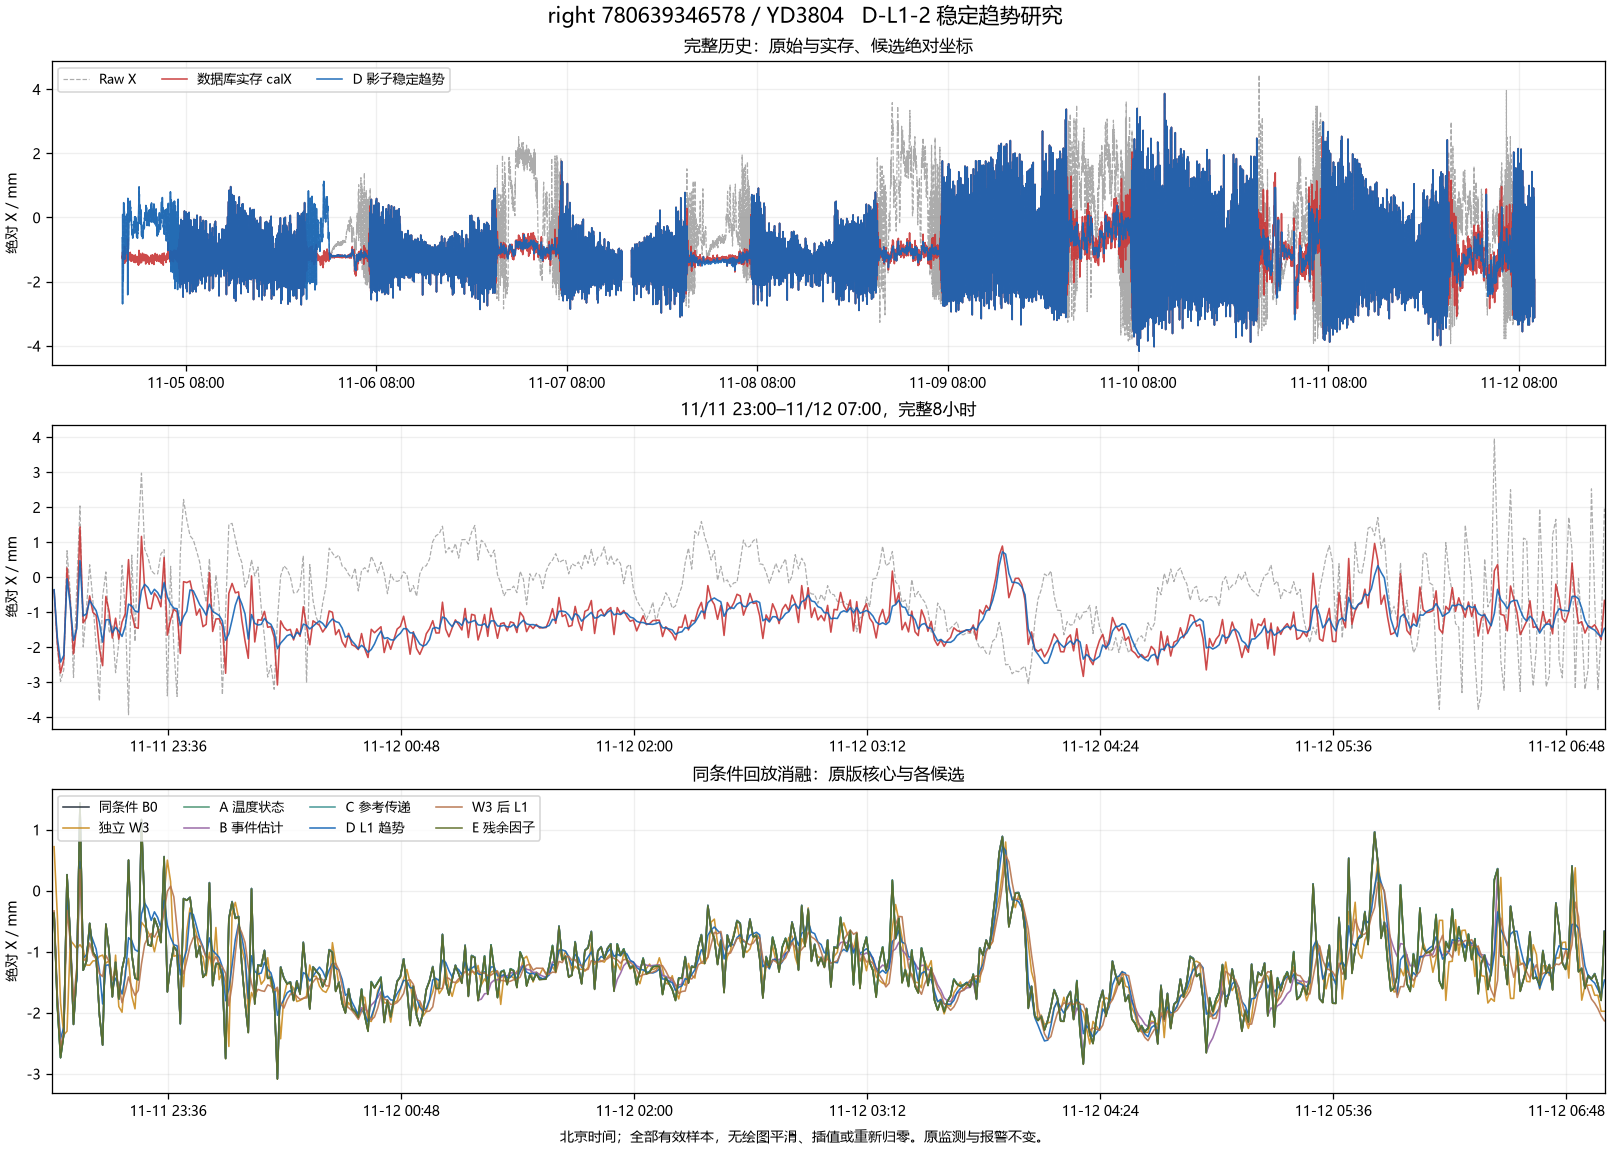 right 780639346578 / YD3804   D-L1-2 稳定趋势研究
完整历史：原始与实存、候选绝对坐标
Raw X
数据库实存 calX
D 影子稳定趋势
绝对 X / mm
4
2
0
-2
-4
11-05 08:00
11-06 08:00
11-07 08:00
11-08 08:00
11-09 08:00
11-10 08:00
11-11 08:00
11-12 08:00
11/11 23:00–11/12 07:00，完整8小时
绝对 X / mm
4
3
2
1
0
-1
-2
-3
-4
11-11 23:36
11-12 00:48
11-12 02:00
11-12 03:12
11-12 04:24
11-12 05:36
11-12 06:48
同条件回放消融：原版核心与各候选
同条件 B0
A 温度状态
C 参考传递
W3 后 L1
独立 W3
B 事件估计
D L1 趋势
E 残余因子
绝对 X / mm
1
0
-1
-2
-3
11-11 23:36
11-12 00:48
11-12 02:00
11-12 03:12
11-12 04:24
11-12 05:36
11-12 06:48
北京时间；全部有效样本，无绘图平滑、插值或重新归零。原监测与报警不变。